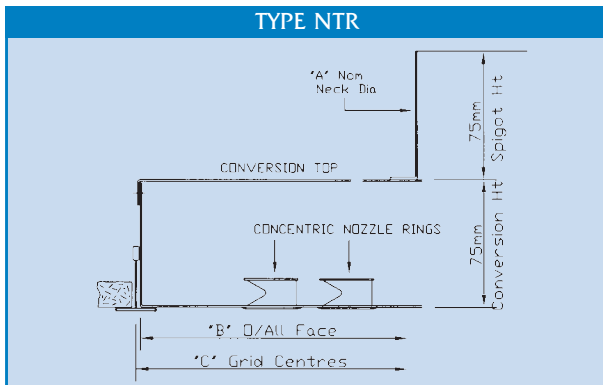 TYPE NTR
'A' Nom
Neck Dia
75mm Spigot Ht
CONVERSION TOP
CONCENTRIC NOZZLE RINGS
75mm Conversion Ht
'B' O/All Face
'C' Grid Centres